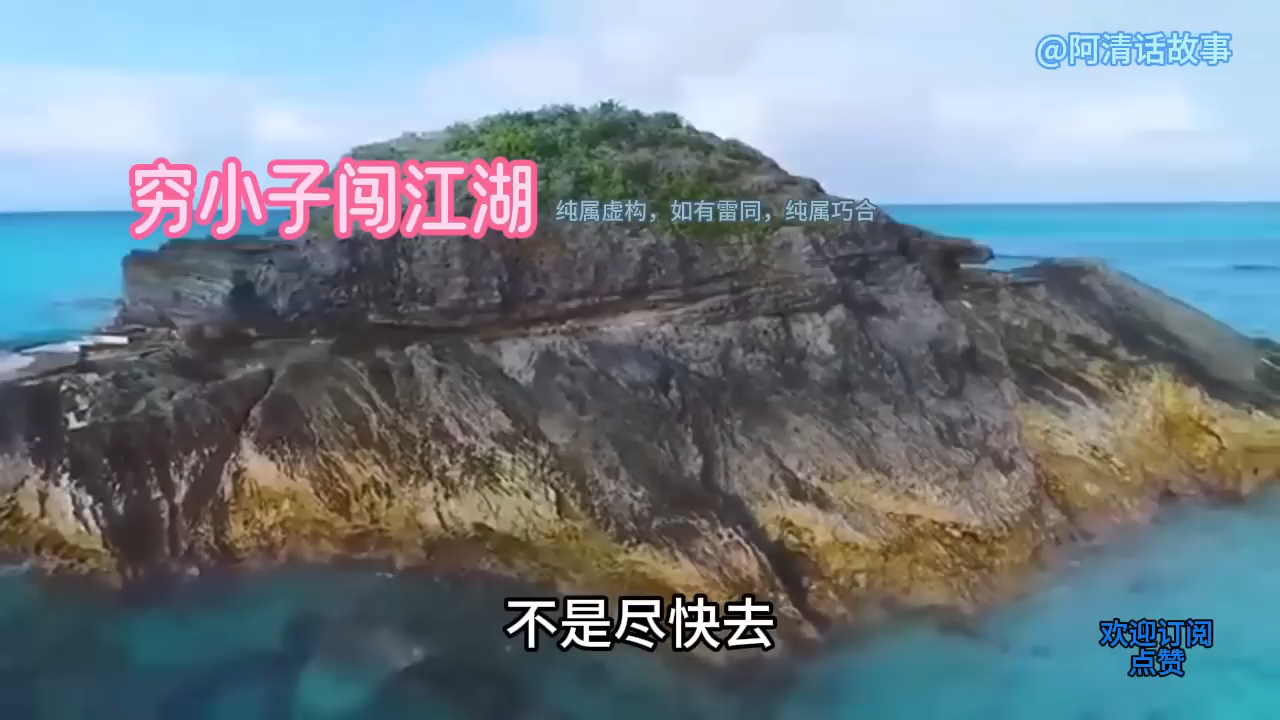 @阿清话故事
穷小子闯江湖
纯属虚构，如有雷同，纯属巧合
不是尽快去
欢迎订阅
点赞